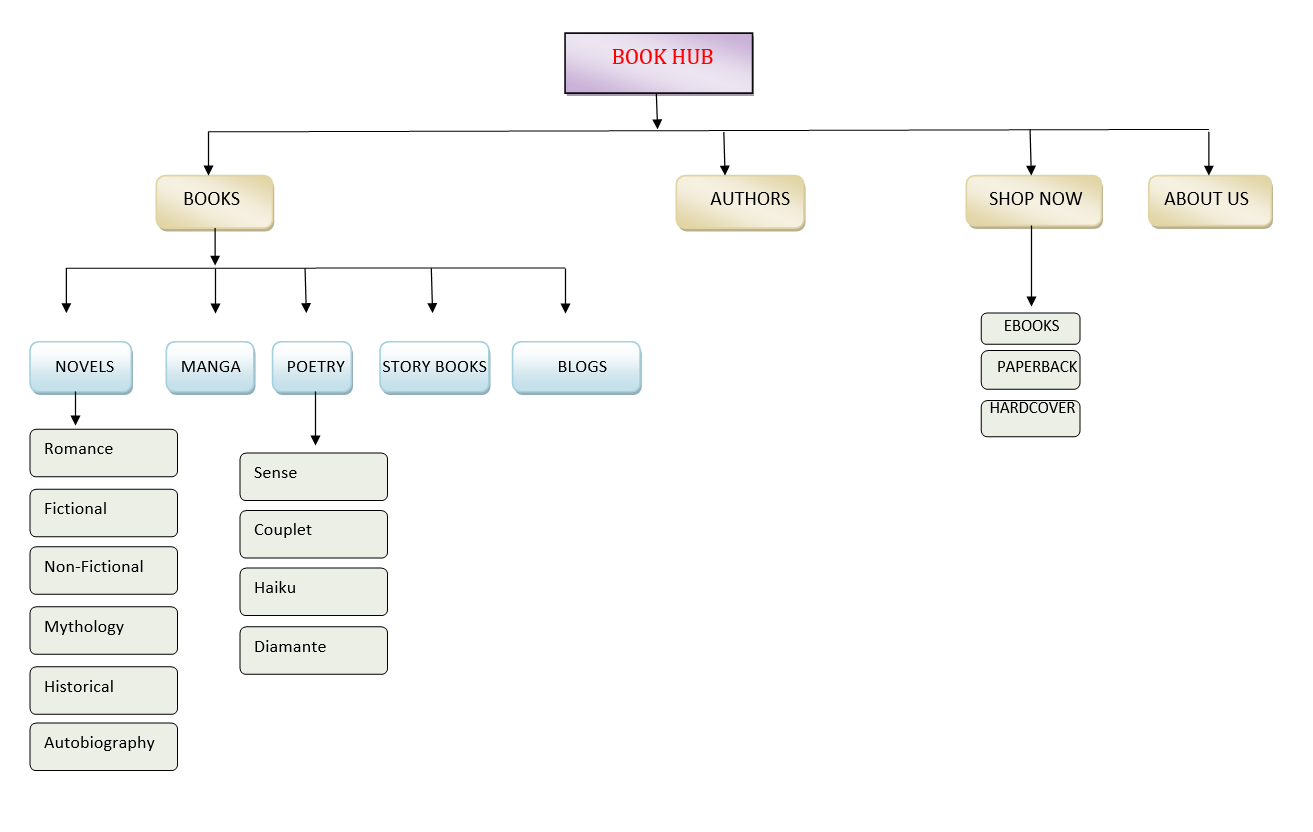 BOOK HUB
BOOKS
AUTHORS
SHOP NOW
ABOUT US
NOVELS
MANGA
POETRY
STORY BOOKS
BLOGS
EBOOKS
PAPERBACK
HARDCOVER
Romance
Fictional
Non-Fictional
Mythology
Historical
Autobiography
Sense
Couplet
Haiku
Diamante